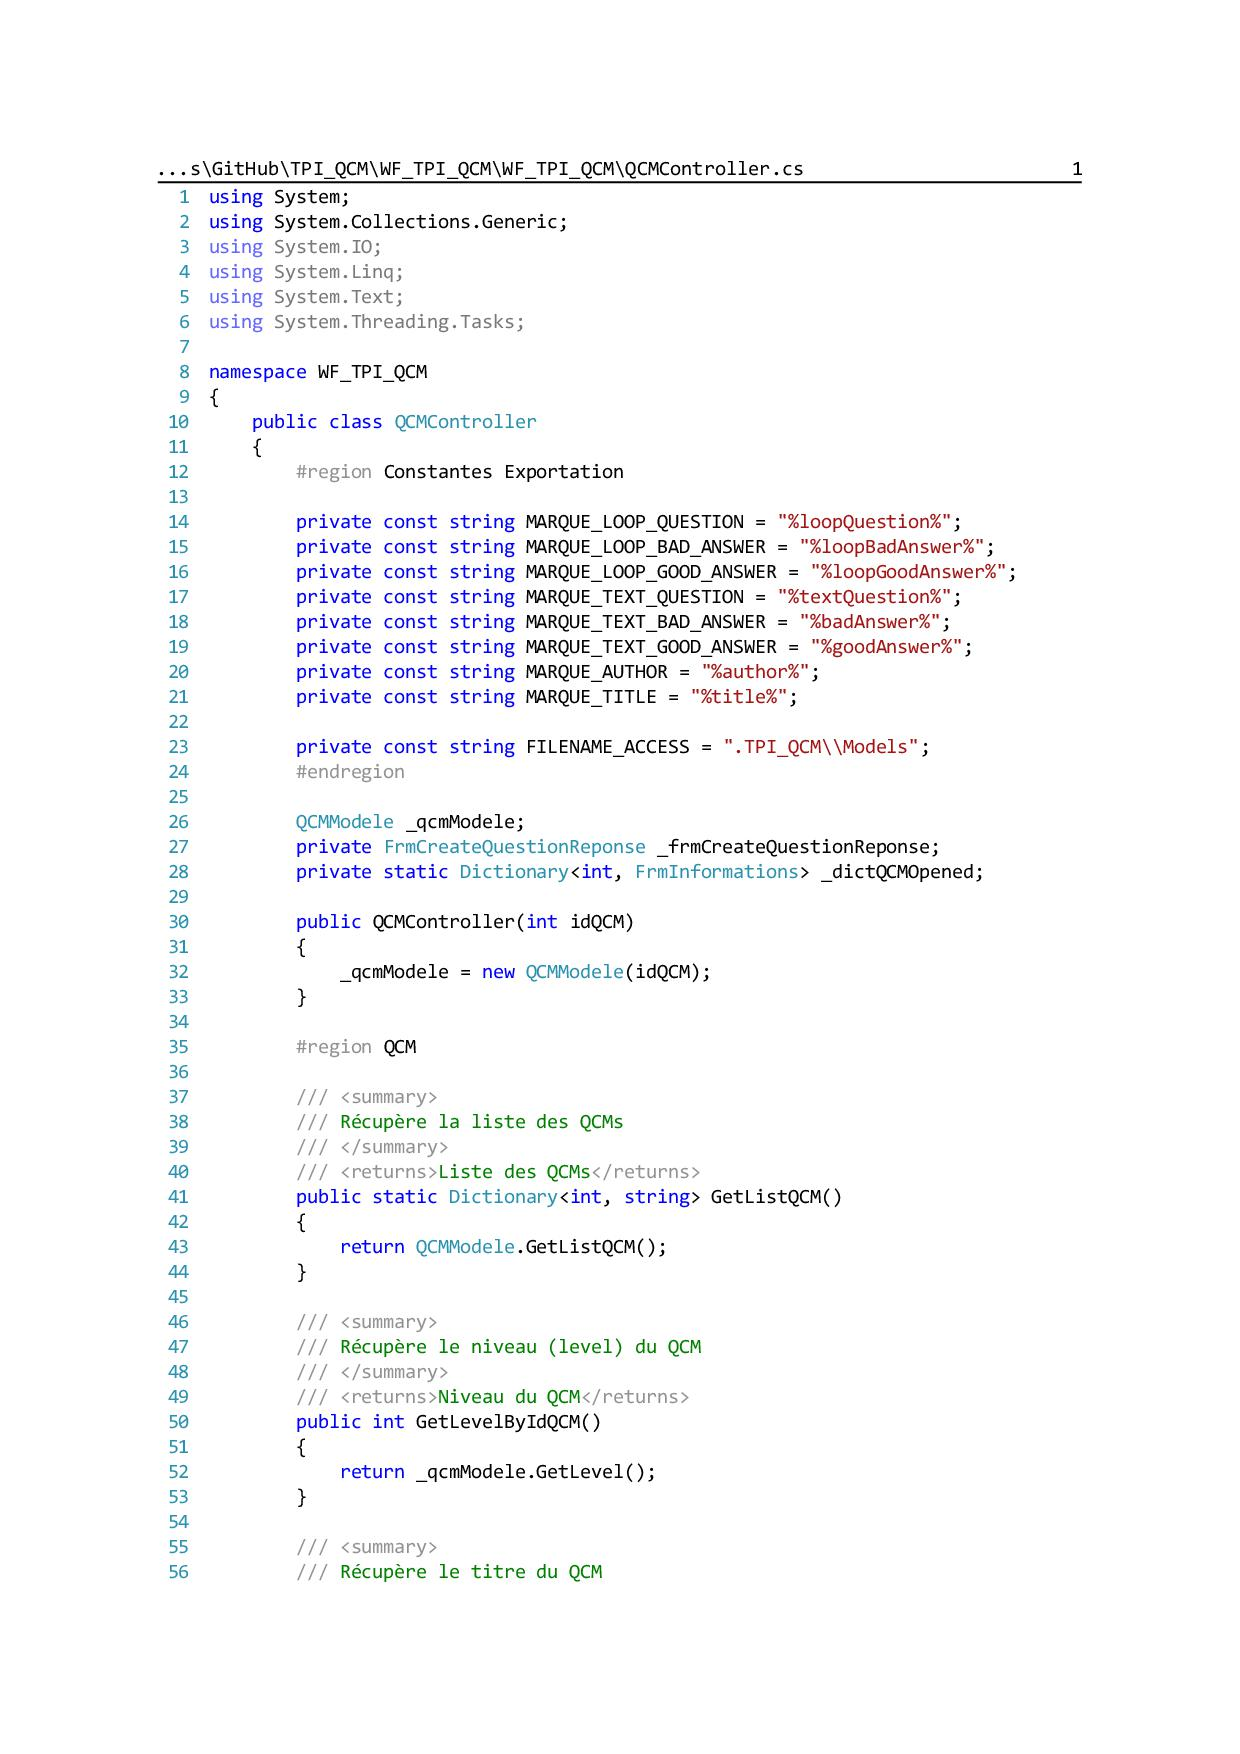 ...s\GitHub\TPI_QCM\WF_TPI_QCM\WF_TPI_QCM\QCMController.cs 1
1 using System;
2 using System.Collections.Generic;
3 using System.IO;
4 using System.Linq;
5 using System.Text;
6 using System.Threading.Tasks;
7
8 namespace WF_TPI_QCM
9 {
10     public class QCMController
11     {
12         #region Constantes Exportation
13
14         private const string MARQUE_LOOP_QUESTION = "%loopQuestion%";
15         private const string MARQUE_LOOP_BAD_ANSWER = "%loopBadAnswer%";
16         private const string MARQUE_LOOP_GOOD_ANSWER = "%loopGoodAnswer%";
17         private const string MARQUE_TEXT_QUESTION = "%textQuestion%";
18         private const string MARQUE_TEXT_BAD_ANSWER = "%badAnswer%";
19         private const string MARQUE_TEXT_GOOD_ANSWER = "%goodAnswer%";
20         private const string MARQUE_AUTHOR = "%author%";
21         private const string MARQUE_TITLE = "%title%";
22
23         private const string FILENAME_ACCESS = ".TPI_QCM\\Models";
24         #endregion
25
26         QCMModele _qcmModele;
27         private FrmCreateQuestionReponse _frmCreateQuestionReponse;
28         private static Dictionary<int, FrmInformations> _dictQCMOpened;
29
30         public QCMController(int idQCM)
31         {
32             _qcmModele = new QCMModele(idQCM);
33         }
34
35         #region QCM
36
37         /// <summary>
38         /// Récupère la liste des QCMs
39         /// </summary>
40         /// <returns>Liste des QCMs</returns>
41         public static Dictionary<int, string> GetListQCM()
42         {
43             return QCMModele.GetListQCM();
44         }
45
46         /// <summary>
47         /// Récupère le niveau (level) du QCM
48         /// </summary>
49         /// <returns>Niveau du QCM</returns>
50         public int GetLevelByIdQCM()
51         {
52             return _qcmModele.GetLevel();
53         }
54
55         /// <summary>
56         /// Récupère le titre du QCM